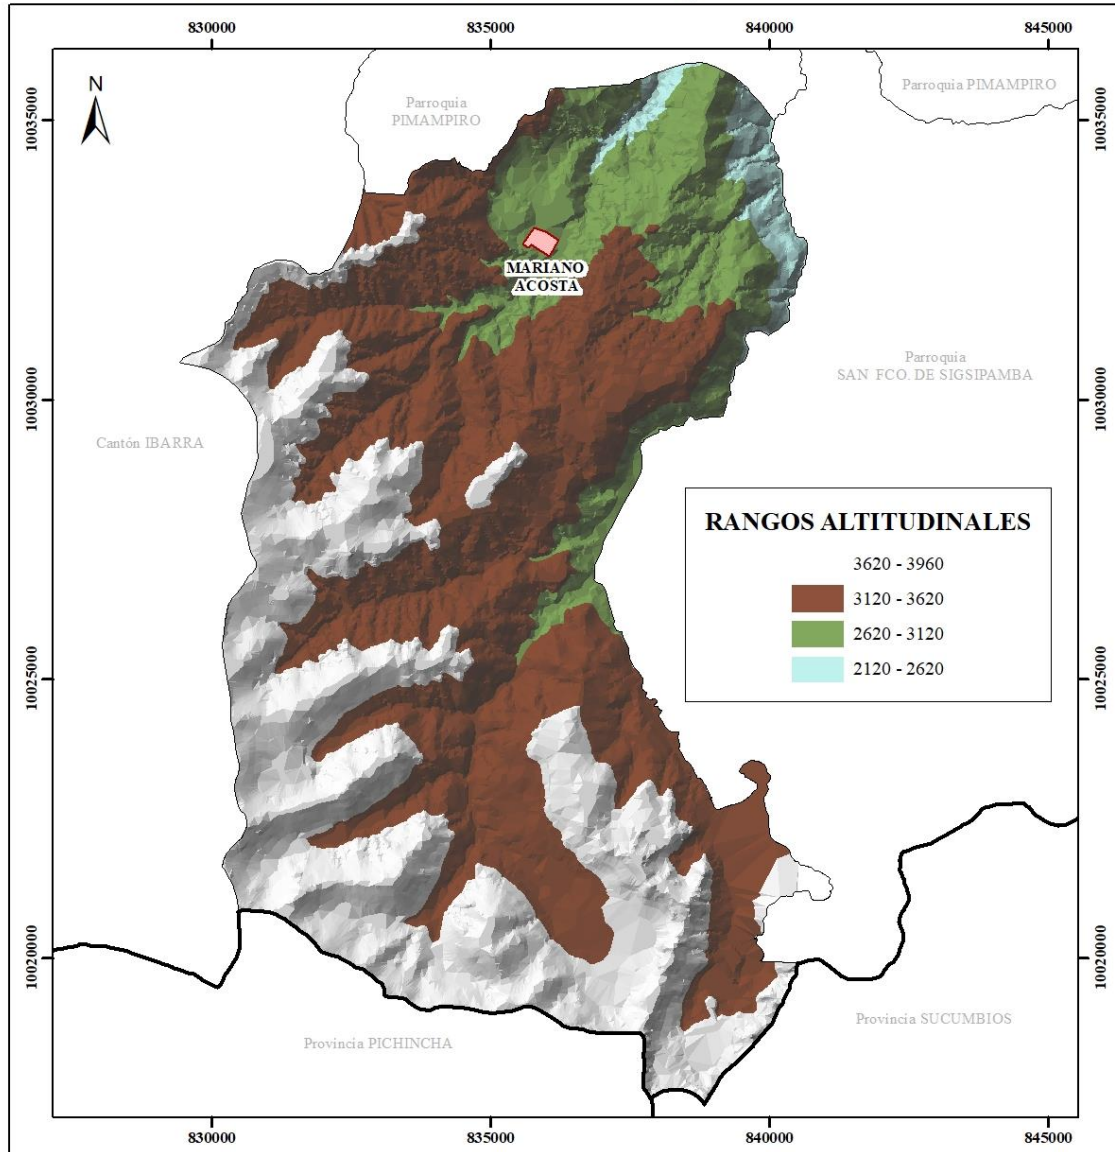 830000
835000
840000
845000
N
Parroquia
PIMAMPIRO
Parroquia PIMAMPIRO
10035000
10035000
MARIANO
ACOSTA
Parroquia
SAN FCO. DE SIGSIPAMBA
10030000
10030000
Cantón IBARRA
RANGOS ALTITUDINALES
3620 - 3960
3120 - 3620
2620 - 3120
2120 - 2620
10025000
10025000
10020000
10020000
Provincia SUCUMBIOS
Provincia PICHINCHA
830000
835000
840000
845000